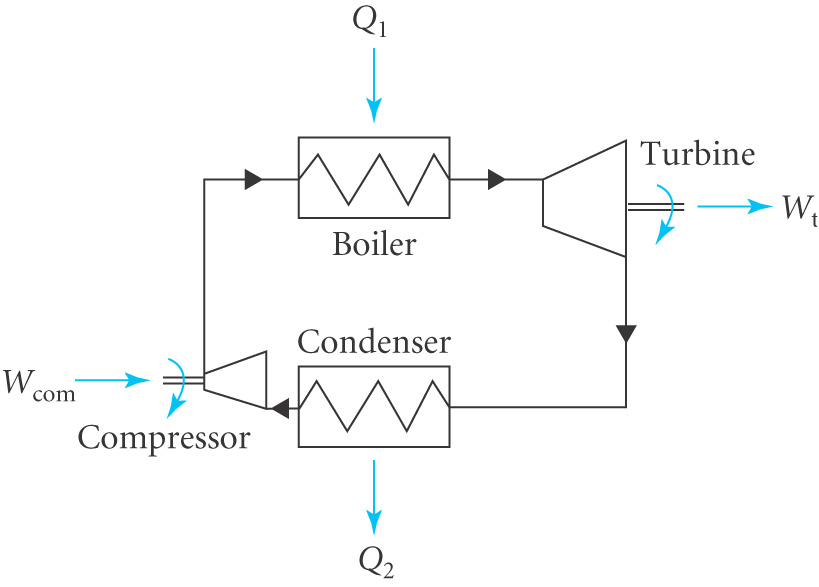 Q1
Turbine
Wt
Boiler
Condenser
Wcom
Compressor
Q2